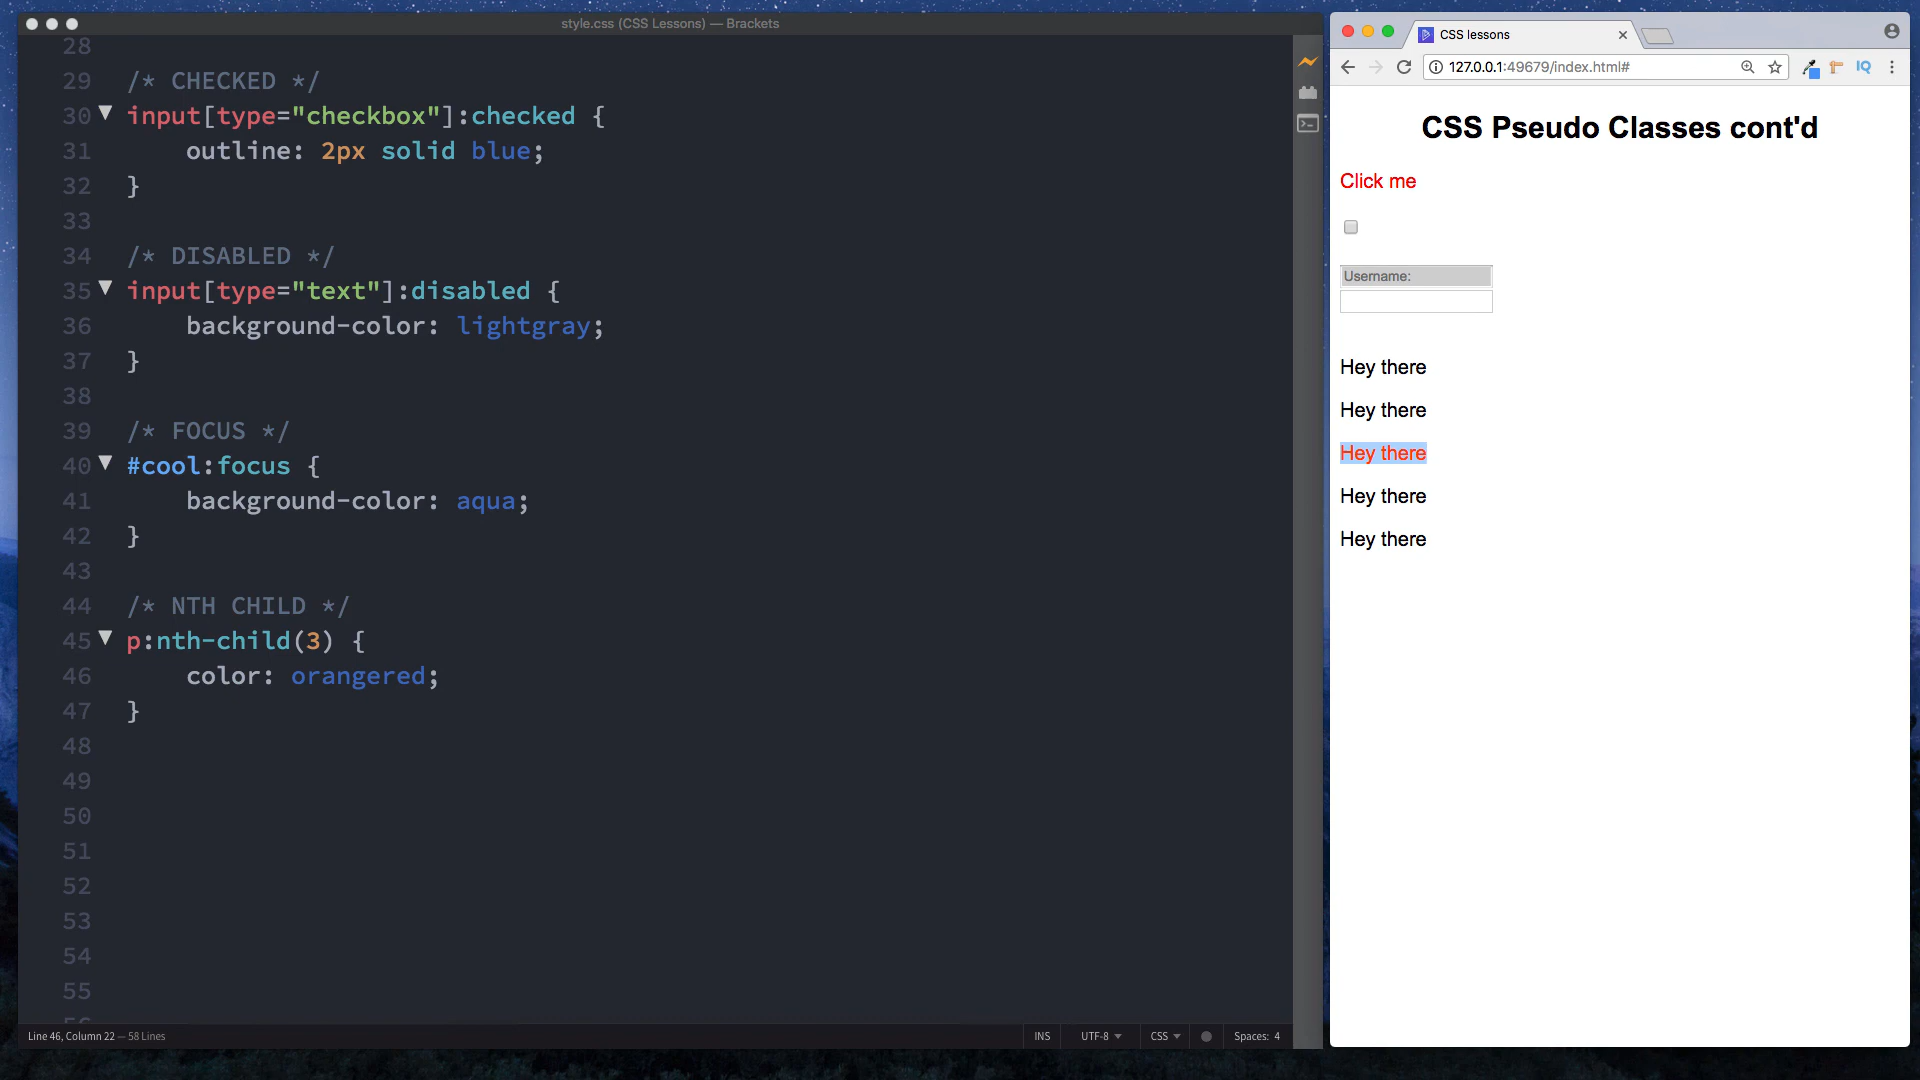 style.css (CSS Lessons) — Brackets
28
29 /* CHECKED */
30 input[type="checkbox"]:checked {
31 outline: 2px solid blue;
32 }
33
34 /* DISABLED */
35 input[type="text"]:disabled {
36 background-color: lightgray;
37 }
38
39 /* FOCUS */
40 #cool:focus {
41 background-color: aqua;
42 }
43
44 /* NTH CHILD */
45 p:nth-child(3) {
46 color: orangered;
47 }
48
49
50
51
52
53
54
55
Line 46, Column 22 — 58 Lines
INS UTF-8 CSS Spaces: 4
CSS lessons
127.0.0.1:49679/index.html#
IQ
CSS Pseudo Classes cont'd
Click me
Username:
Hey there
Hey there
Hey there
Hey there
Hey there